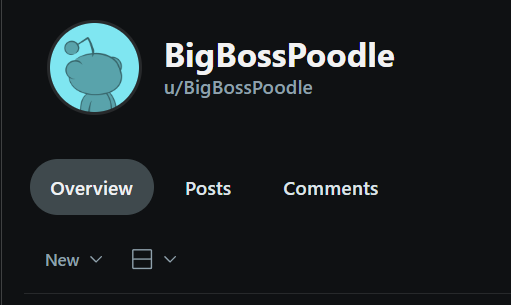 BigBossPoodle
u/BigBossPoodle
Overview Posts Comments
New